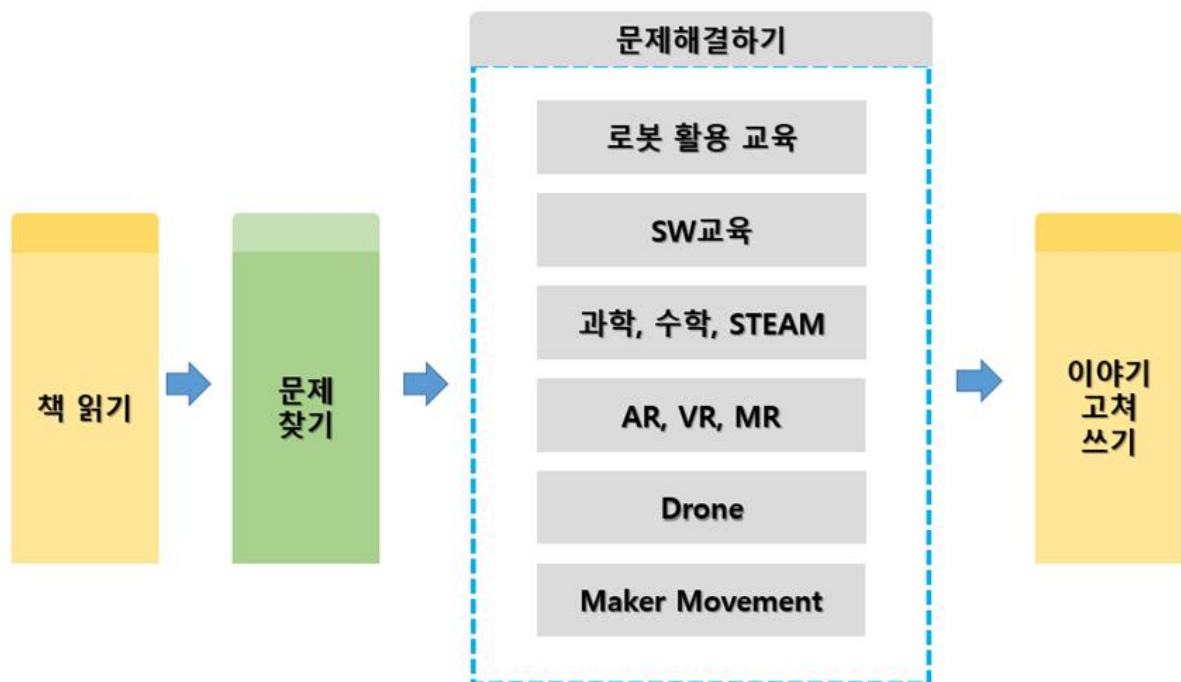 책 읽기
문제
찾기
문제해결하기
로봇 활용 교육
SW교육
과학, 수학, STEAM
AR, VR, MR
Drone
Maker Movement
이야기
고쳐
쓰기